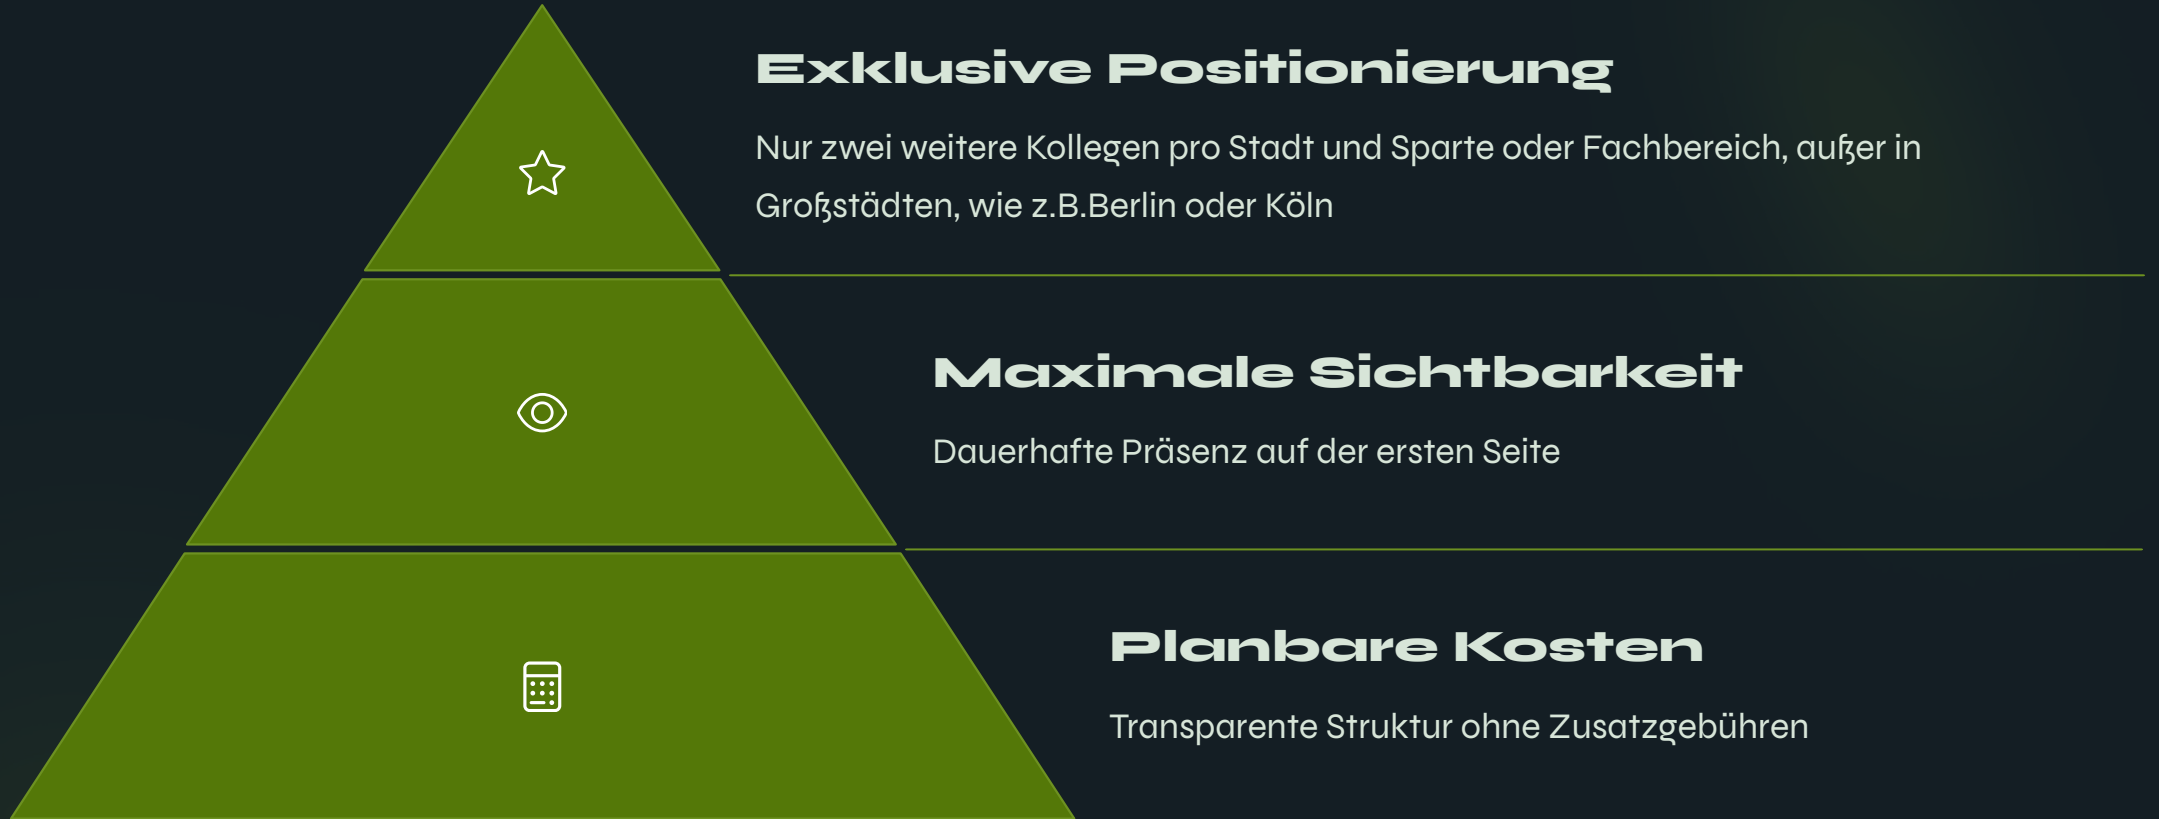 Exklusive Positionierung
Nur zwei weitere Kollegen pro Stadt und Sparte oder Fachbereich, außer in
Großstädten, wie z.B.Berlin oder Köln
Maximale Sichtbarkeit
Dauerhafte Präsenz auf der ersten Seite
Planbare Kosten
Transparente Struktur ohne Zusatzgebühren